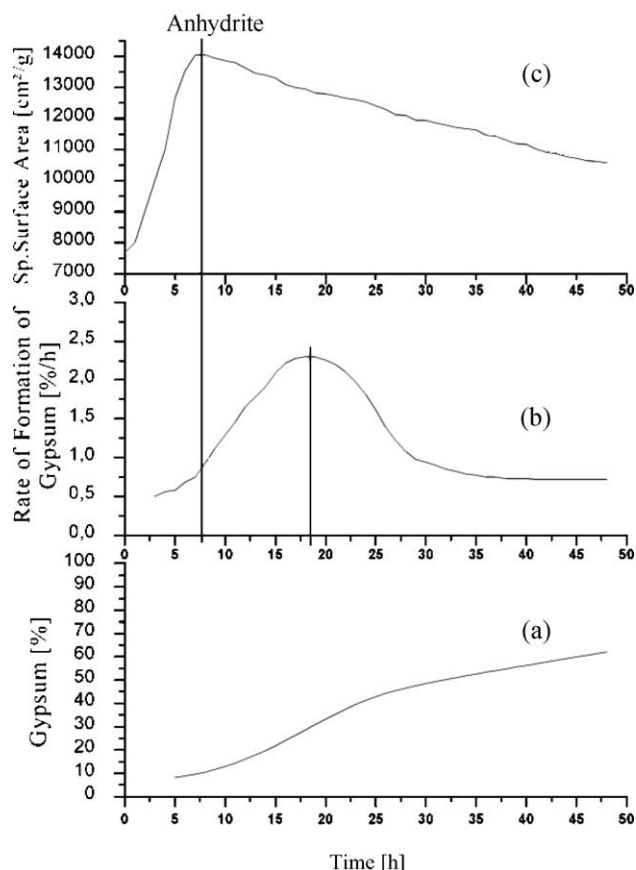 Anhydrite
Sp.Surface Area [cm²/g]
14000
13000
12000
11000
10000
9000
8000
7000
(c)
0 5 10 15 20 25 30 35 40 45 50
Rate of Formation of
Gypsum [%/h]
3,0
2,5
2,0
1,5
1,0
0,5
0,0
(b)
0 5 10 15 20 25 30 35 40 45 50
Gypsum [%]
100
90
80
70
60
50
40
30
20
10
0
(a)
0 5 10 15 20 25 30 35 40 45 50
Time [h]